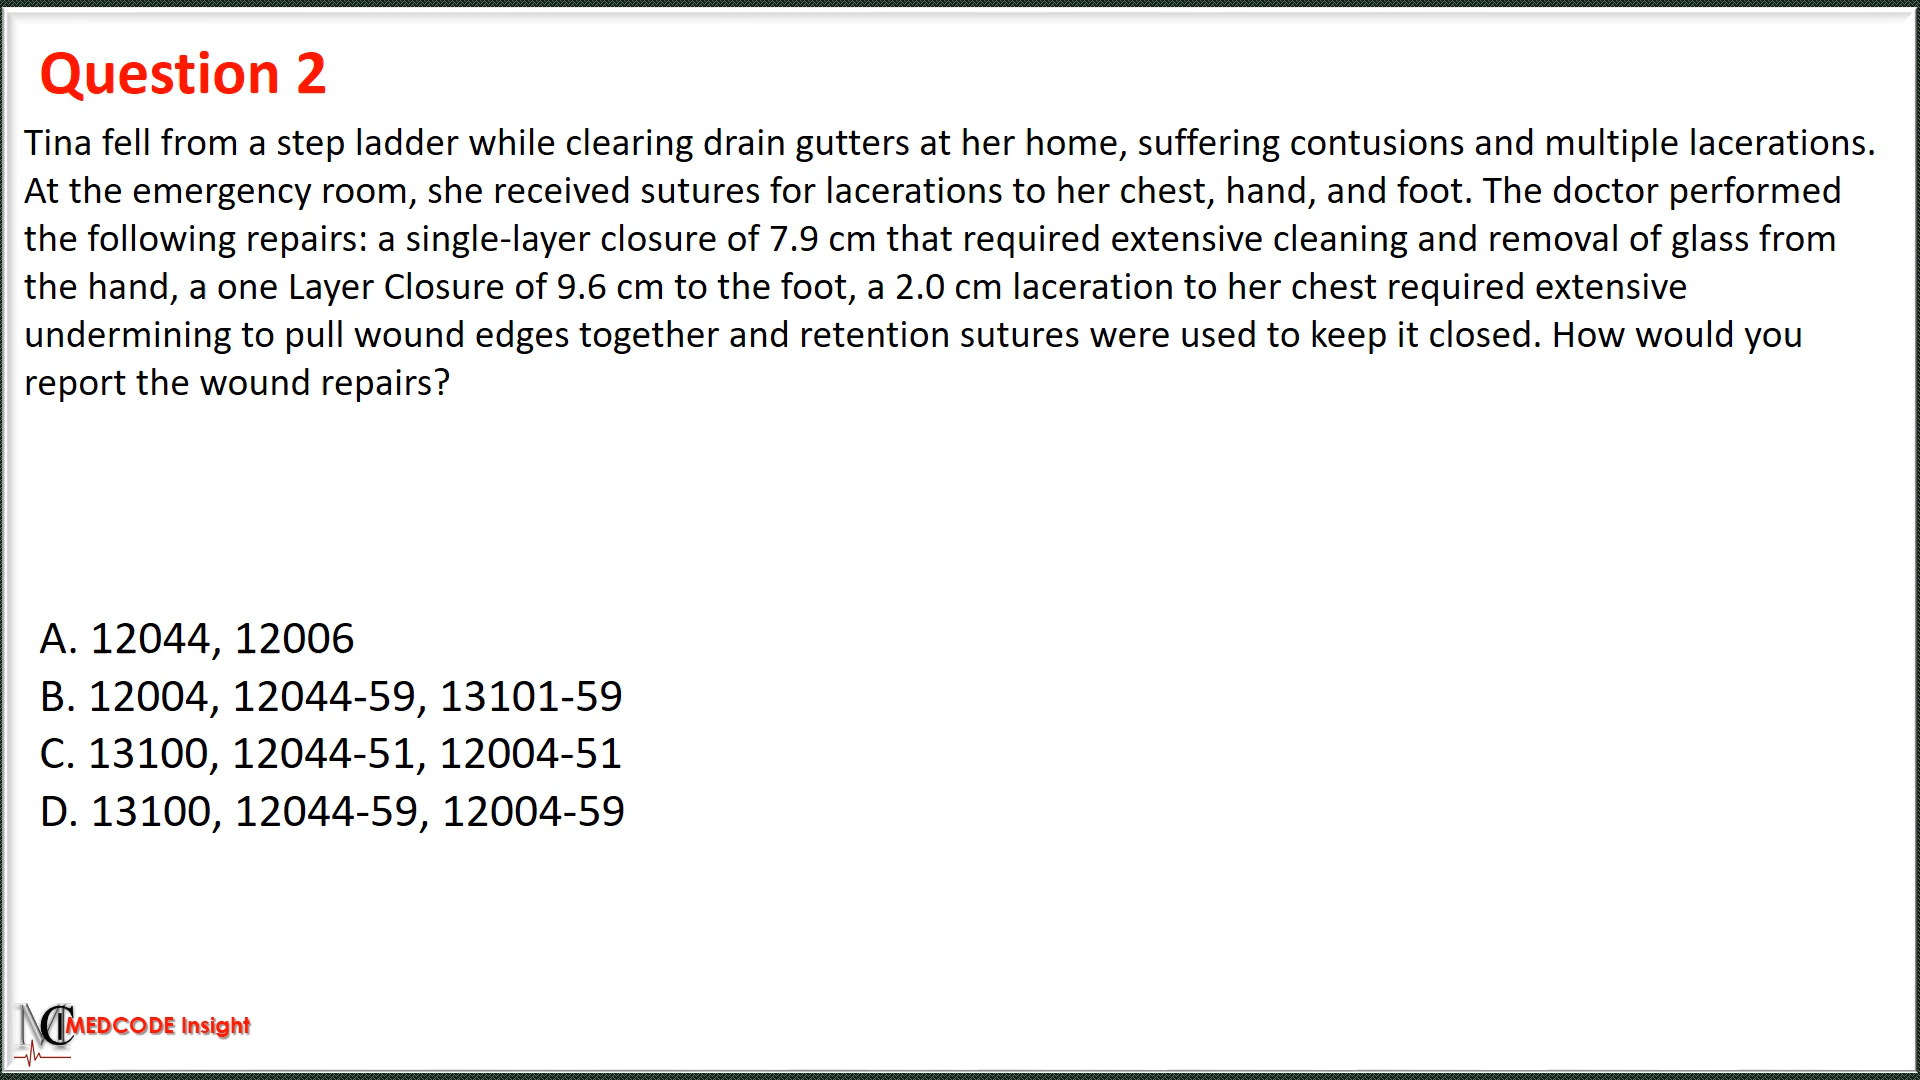 Question 2
Tina fell from a step ladder while clearing drain gutters at her home, suffering contusions and multiple lacerations.
At the emergency room, she received sutures for lacerations to her chest, hand, and foot. The doctor performed
the following repairs: a single-layer closure of 7.9 cm that required extensive cleaning and removal of glass from
the hand, a one Layer Closure of 9.6 cm to the foot, a 2.0 cm laceration to her chest required extensive
undermining to pull wound edges together and retention sutures were used to keep it closed. How would you
report the wound repairs?
A. 12044, 12006
B. 12004, 12044-59, 13101-59
C. 13100, 12044-51, 12004-51
D. 13100, 12044-59, 12004-59
MCI MEDCODE Insight